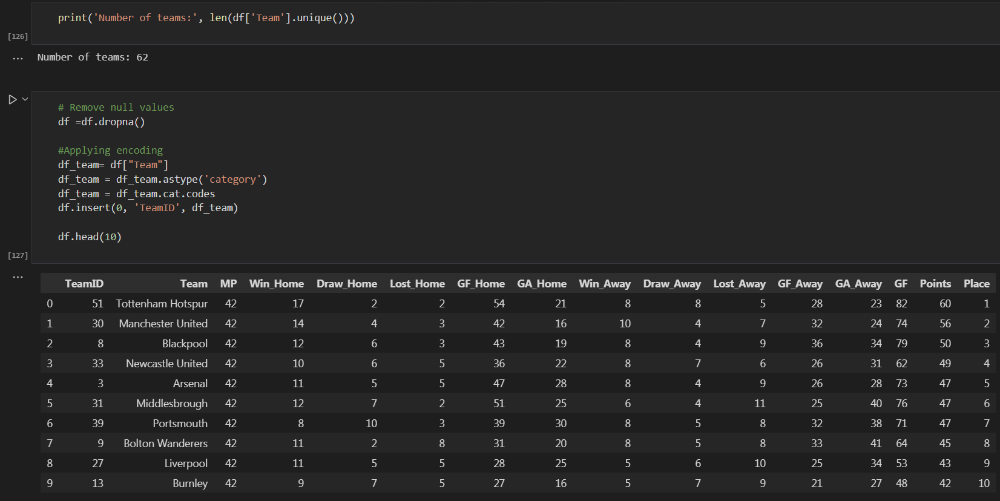 print('Number of teams:', len(df['Team'].unique()))
[126]
... Number of teams: 62
# Remove null values
df =df.dropna()
#Applying encoding
df_team= df["Team"]
df_team = df_team.astype('category')
df_team = df_team.cat.codes
df.insert(0, 'TeamID', df_team)
df.head(10)
[127]
...
TeamID Team MP Win_Home Draw_Home Lost_Home GF_Home GA_Home Win_Away Draw_Away Lost_Away GF_Away GA_Away GF Points Place
0 51 Tottenham Hotspur 42 17 2 2 54 21 8 8 5 28 23 82 60 1
1 30 Manchester United 42 14 4 3 42 16 10 4 7 32 24 74 56 2
2 8 Blackpool 42 12 6 3 43 19 8 4 9 36 34 79 50 3
3 33 Newcastle United 42 10 6 5 36 22 8 7 6 26 31 62 49 4
4 3 Arsenal 42 11 5 5 47 28 8 4 9 26 28 73 47 5
5 31 Middlesbrough 42 12 7 2 51 25 6 4 11 25 40 76 47 6
6 39 Portsmouth 42 8 10 3 39 30 8 5 8 32 38 71 47 7
7 9 Bolton Wanderers 42 11 2 8 31 20 8 5 8 33 41 64 45 8
8 27 Liverpool 42 11 5 5 28 25 5 6 10 25 34 53 43 9
9 13 Burnley 42 9 7 5 27 16 5 7 9 21 27 48 42 10